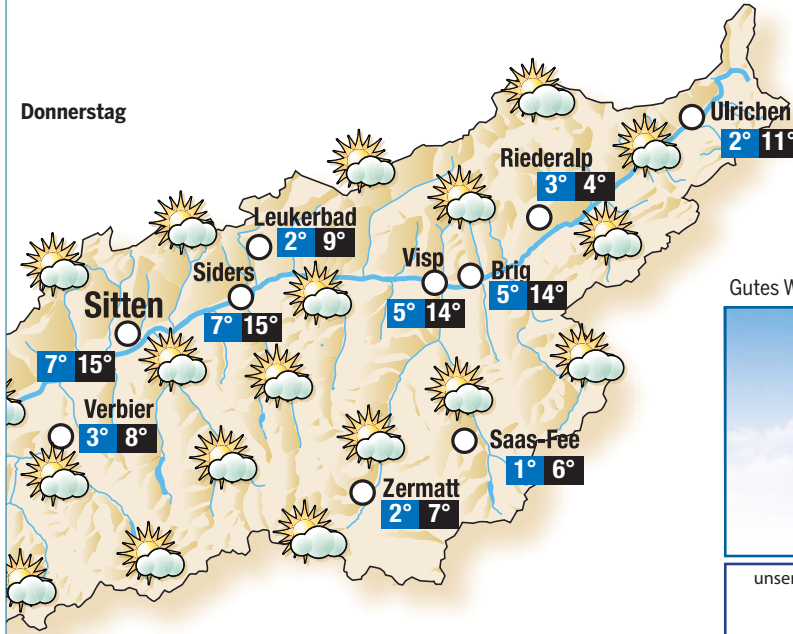 Donnerstag
Ulrichen
2° 11°
Riederalp
3° 4°
Leukerbad
2° 9°
Visp
5° 14°
Brig
5° 14°
Siders
7° 15°
Sitten
7° 15°
Gutes W
Verbier
3° 8°
Saas-Fee
1° 6°
Zermatt
2° 7°
unser